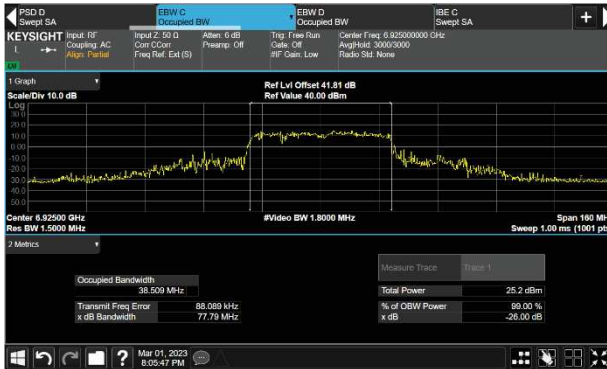 PSD D
Swept SA
EBW C
Occupied BW
EBW D
Occupied BW
IBE C
Swept SA
+
KEYSIGHT
L
Input: RF
Coupling: AC
Align: Partial
Input Z: 50 Ω
Corr CCorr
Freq Ref: Ext (S)
Atten: 6 dB
Preamp: Off
Trig: Free Run
Gate: Off
#IF Gain: Low
Center Freq: 6.925000000 GHz
Avg|Hold: 3000/3000
Radio Std: None
1 Graph
Scale/Div 10.0 dB
Ref Lvl Offset 41.81 dB
Ref Value 40.00 dBm
Log
30.0
20.0
10.0
0.00
-10.0
-20.0
-30.0
-40.0
-50.0
Center 6.92500 GHz
Res BW 1.5000 MHz
#Video BW 1.8000 MHz
Span 160 MH
Sweep 1.00 ms (1001 pts
2 Metrics
Measure Trace
Trace 1
Occupied Bandwidth
38.509 MHz
Total Power
25.2 dBm
Transmit Freq Error
88.089 kHz
% of OBW Power
99.00 %
x dB Bandwidth
77.79 MHz
x dB
-26.00 dB
?
Mar 01, 2023
8:05:47 PM